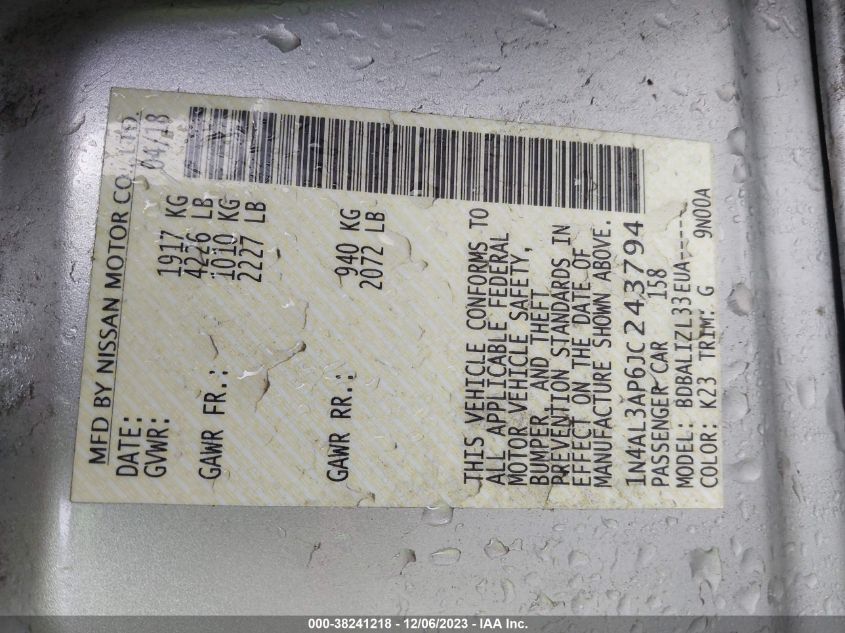 MFD BY NISSAN MOTOR CO., LTD.
DATE: 04/18
GVWR: 1917 KG
4226 LB
GAWR FR.: 1010 KG
2227 LB
GAWR RR.: 940 KG
2072 LB
THIS VEHICLE CONFORMS TO
ALL APPLICABLE FEDERAL
MOTOR VEHICLE SAFETY,
BUMPER, AND THEFT
PREVENTION STANDARDS IN
EFFECT ON THE DATE OF
MANUFACTURE SHOWN ABOVE.
1N4AL3AP6JC243794
PASSENGER CAR 158
MODEL: BDBALIZL33EUA-----
COLOR: K23 TRIM: G 9N00A
000-38241218 - 12/06/2023 - IAA Inc.